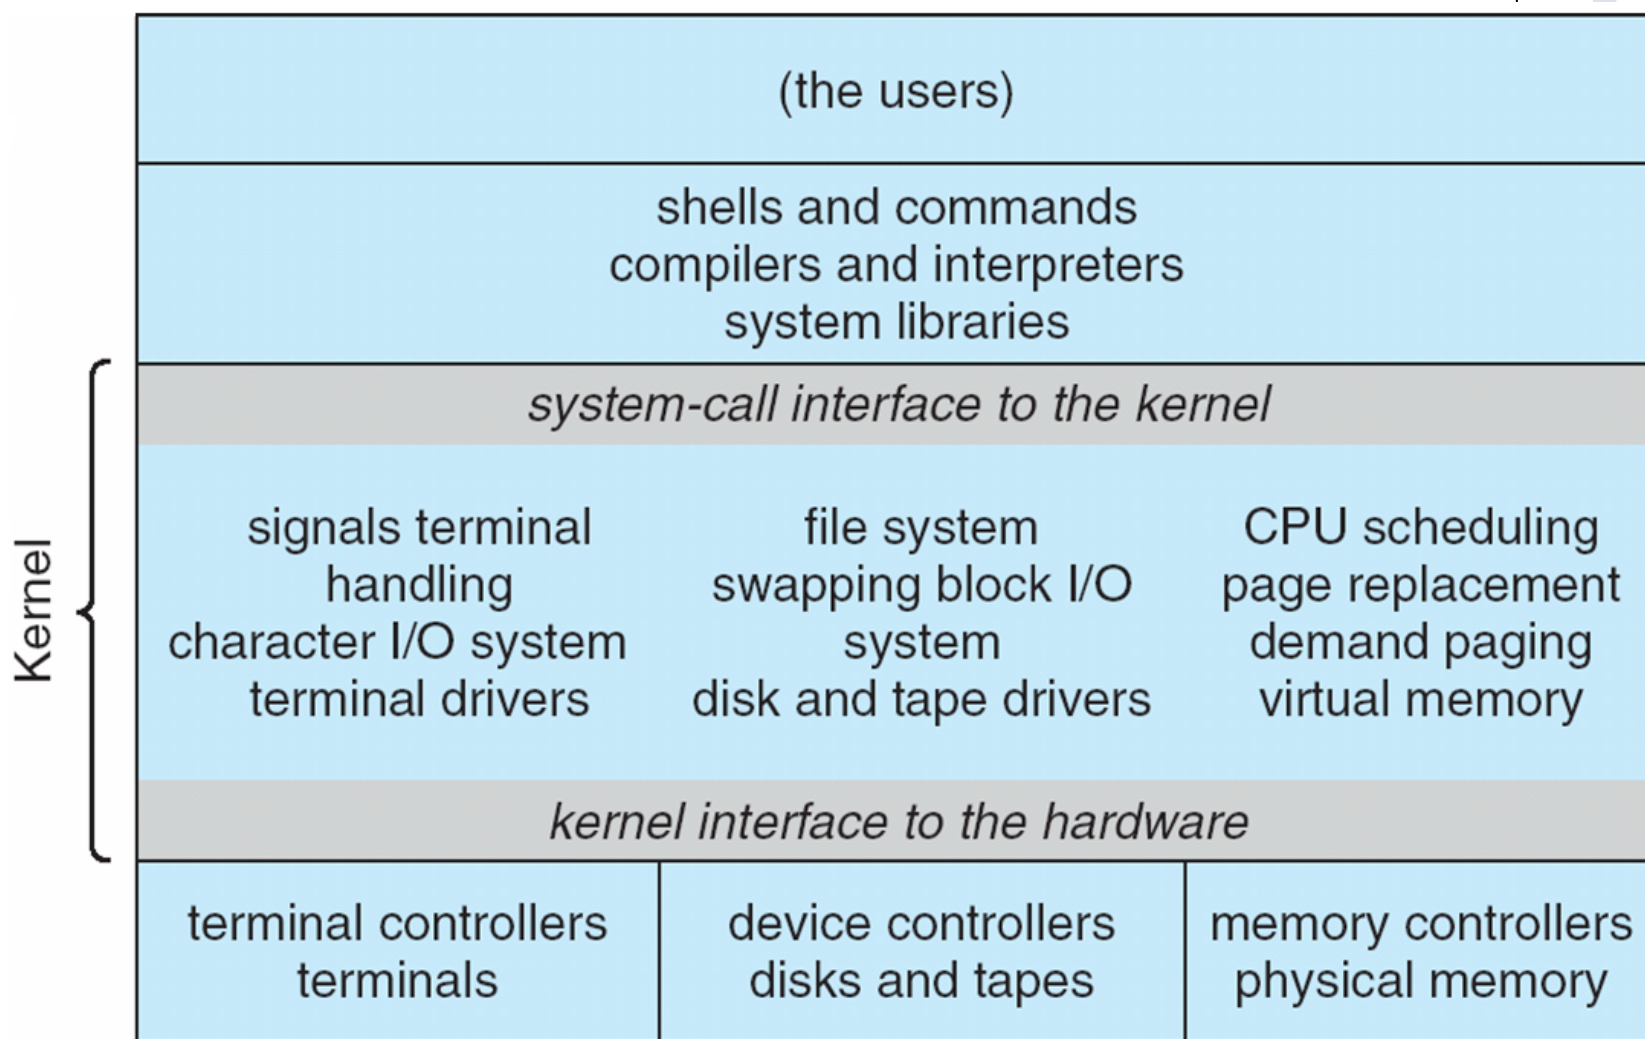 (the users)
shells and commands
compilers and interpreters
system libraries
system-call interface to the kernel
Kernel
signals terminal
handling
character I/O system
terminal drivers
file system
swapping block I/O
system
disk and tape drivers
CPU scheduling
page replacement
demand paging
virtual memory
kernel interface to the hardware
terminal controllers
terminals
device controllers
disks and tapes
memory controllers
physical memory